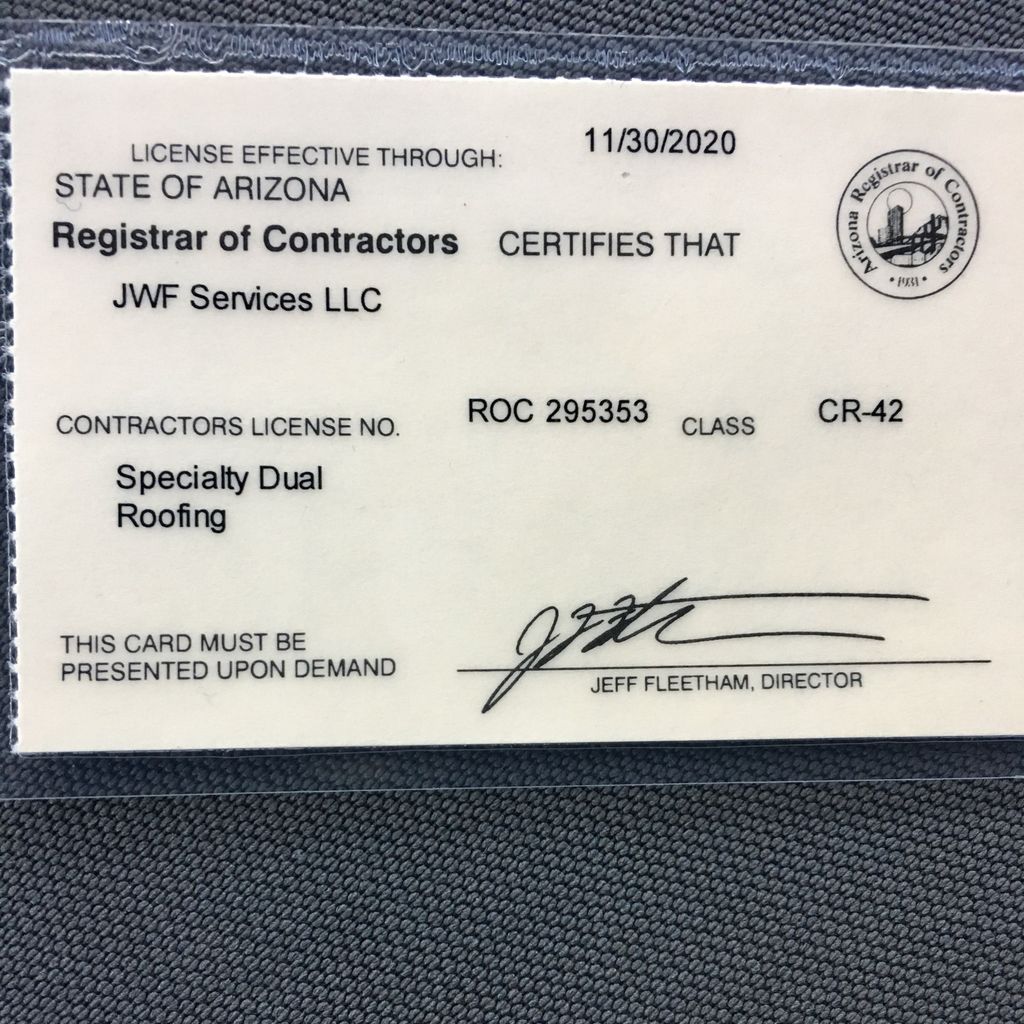 LICENSE EFFECTIVE THROUGH: 11/30/2020
STATE OF ARIZONA
Registrar of Contractors CERTIFIES THAT
JWF Services LLC
Arizona Registrar of Contractors
• 1931 •
CONTRACTORS LICENSE NO. ROC 295353 CLASS CR-42
Specialty Dual
Roofing
THIS CARD MUST BE
PRESENTED UPON DEMAND
JEFF FLEETHAM, DIRECTOR